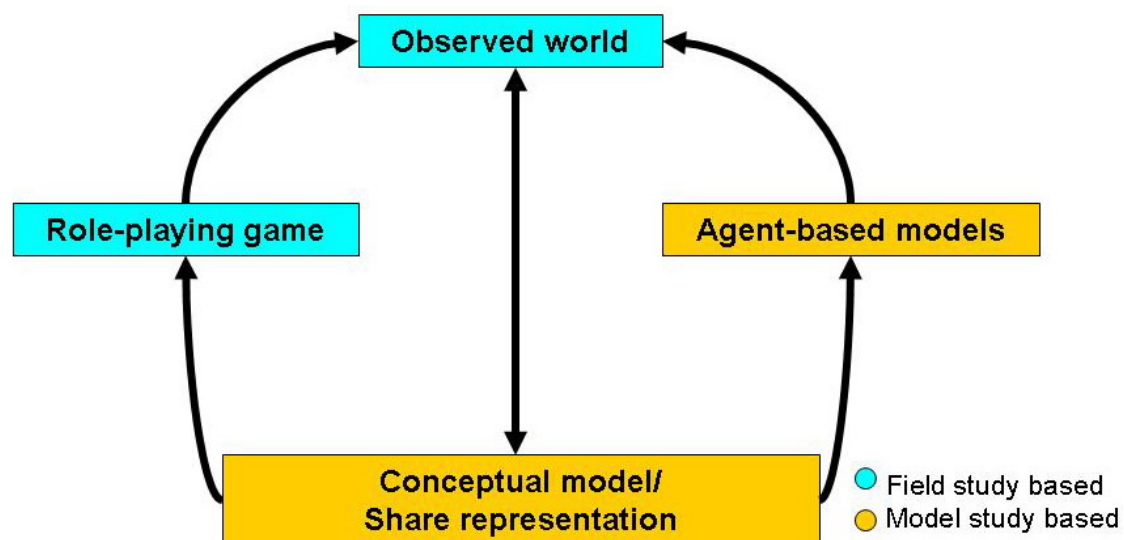 Observed world
Role-playing game
Agent-based models
Conceptual model/
Share representation
Field study based
Model study based